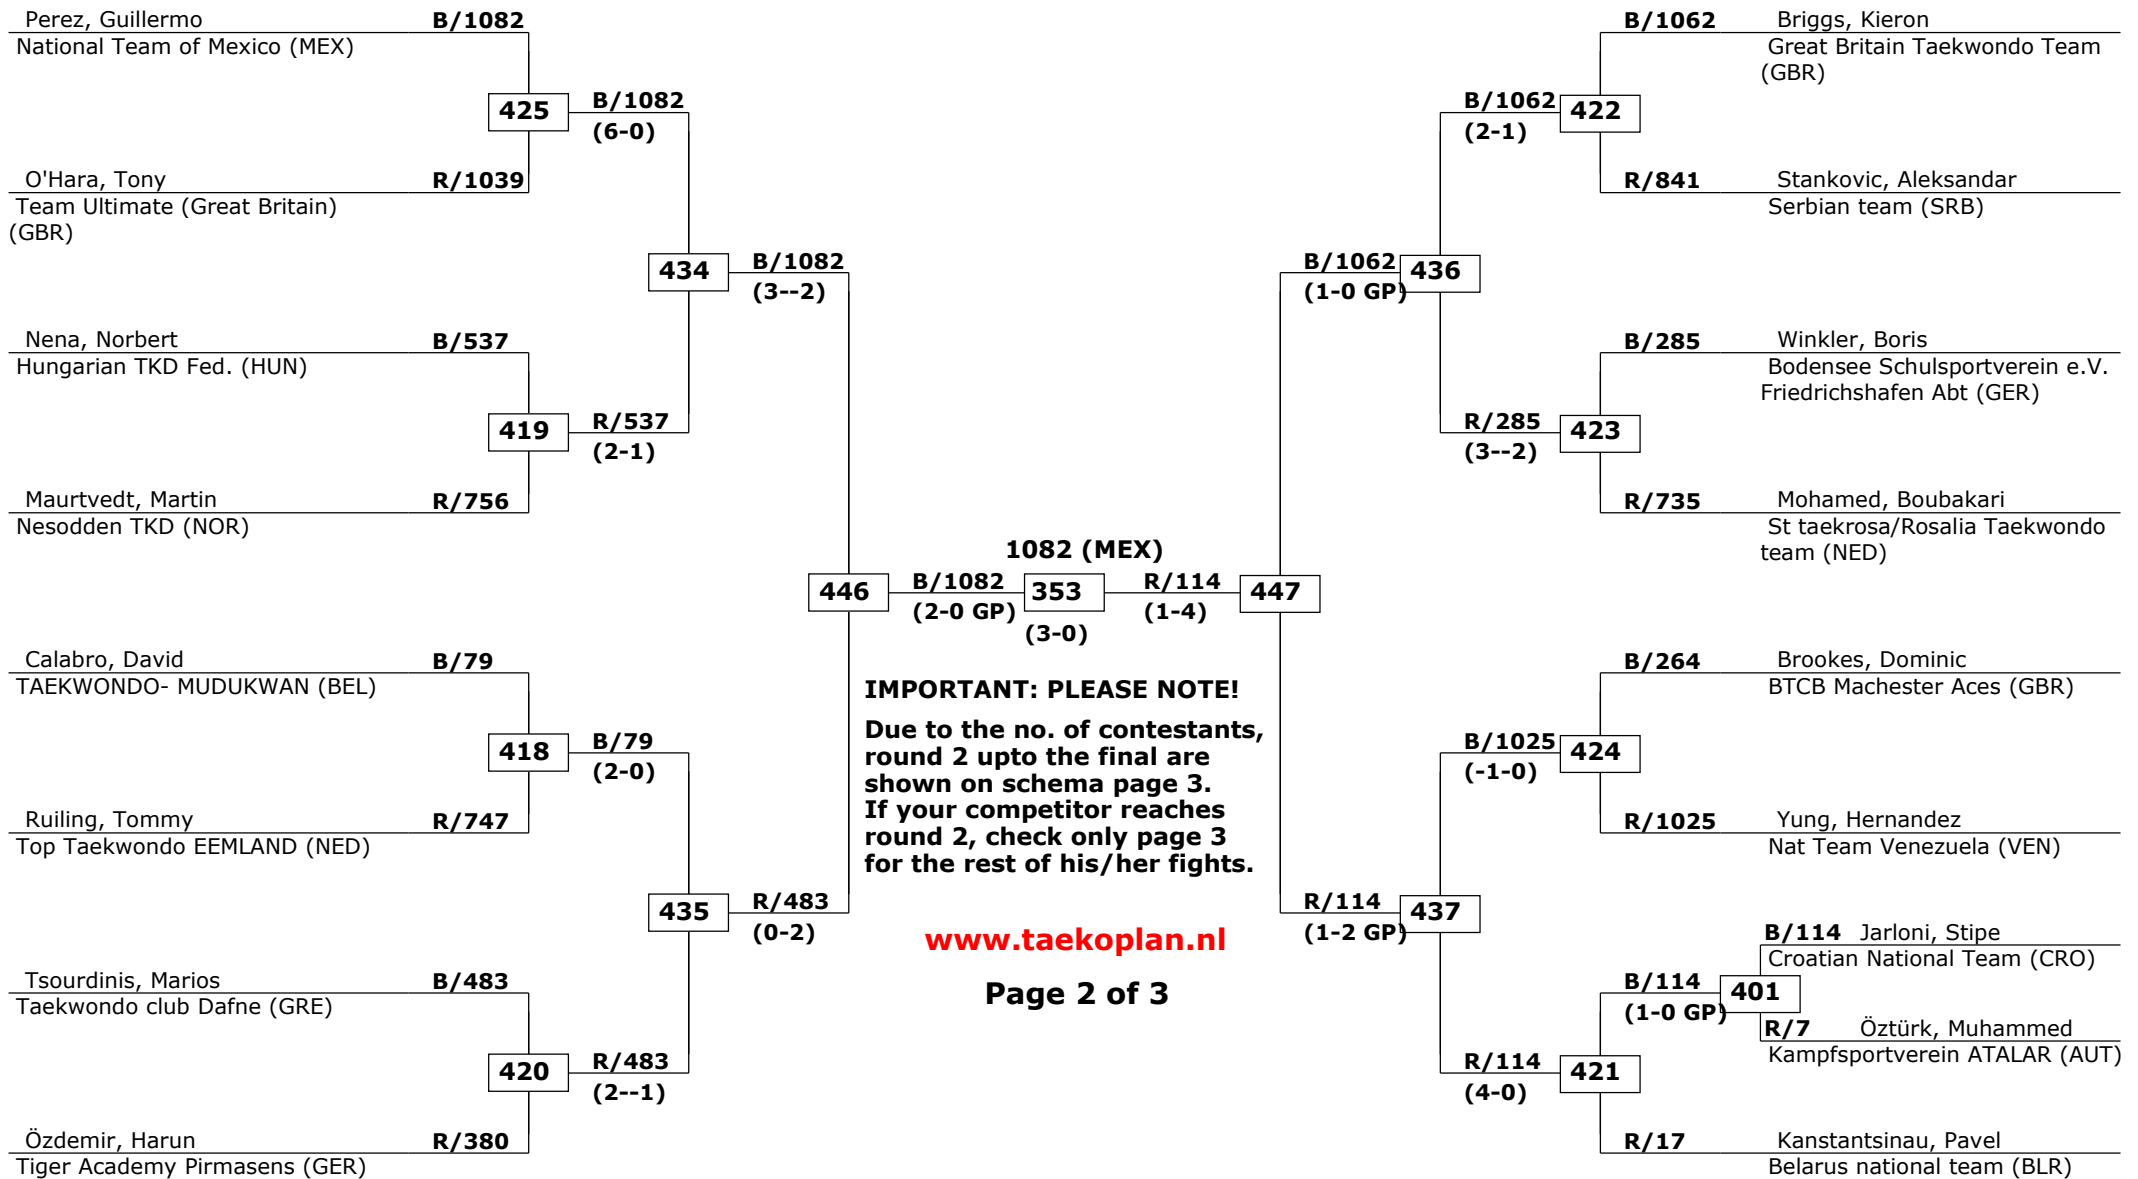 Perez, Guillermo B/1082
National Team of Mexico (MEX)
425
B/1082
(6-0)
O'Hara, Tony R/1039
Team Ultimate (Great Britain)
(GBR)
434
B/1082
(3--2)
Nena, Norbert B/537
Hungarian TKD Fed. (HUN)
419
R/537
(2-1)
Maurtvedt, Martin R/756
Nesodden TKD (NOR)
446
B/1082
(2-0 GP)
Calabro, David B/79
TAEKWONDO- MUDUKWAN (BEL)
418
B/79
(2-0)
Ruiling, Tommy R/747
Top Taekwondo EEMLAND (NED)
435
R/483
(0-2)
Tsourdinis, Marios B/483
Taekwondo club Dafne (GRE)
420
R/483
(2--1)
Özdemir, Harun R/380
Tiger Academy Pirmasens (GER)
1082 (MEX)
353
(3-0)
IMPORTANT: PLEASE NOTE!
Due to the no. of contestants,
round 2 upto the final are
shown on schema page 3.
If your competitor reaches
round 2, check only page 3
for the rest of his/her fights.
www.taekoplan.nl
Page 2 of 3
R/114
(1-4)
447
B/1062 Briggs, Kieron
Great Britain Taekwondo Team
(GBR)
B/1062
(2-1)
422
R/841 Stankovic, Aleksandar
Serbian team (SRB)
B/1062
(1-0 GP)
436
B/285 Winkler, Boris
Bodensee Schulsportverein e.V.
Friedrichshafen Abt (GER)
R/285
(3--2)
423
R/735 Mohamed, Boubakari
St taekrosa/Rosalia Taekwondo
team (NED)
B/264 Brookes, Dominic
BTCB Machester Aces (GBR)
B/1025
(-1-0)
424
R/1025 Yung, Hernandez
Nat Team Venezuela (VEN)
R/114
(1-2 GP)
437
B/114 Jarloni, Stipe
Croatian National Team (CRO)
B/114
(1-0 GP)
401
R/7 Öztürk, Muhammed
Kampfsportverein ATALAR (AUT)
R/114
(4-0)
421
R/17 Kanstantsinau, Pavel
Belarus national team (BLR)